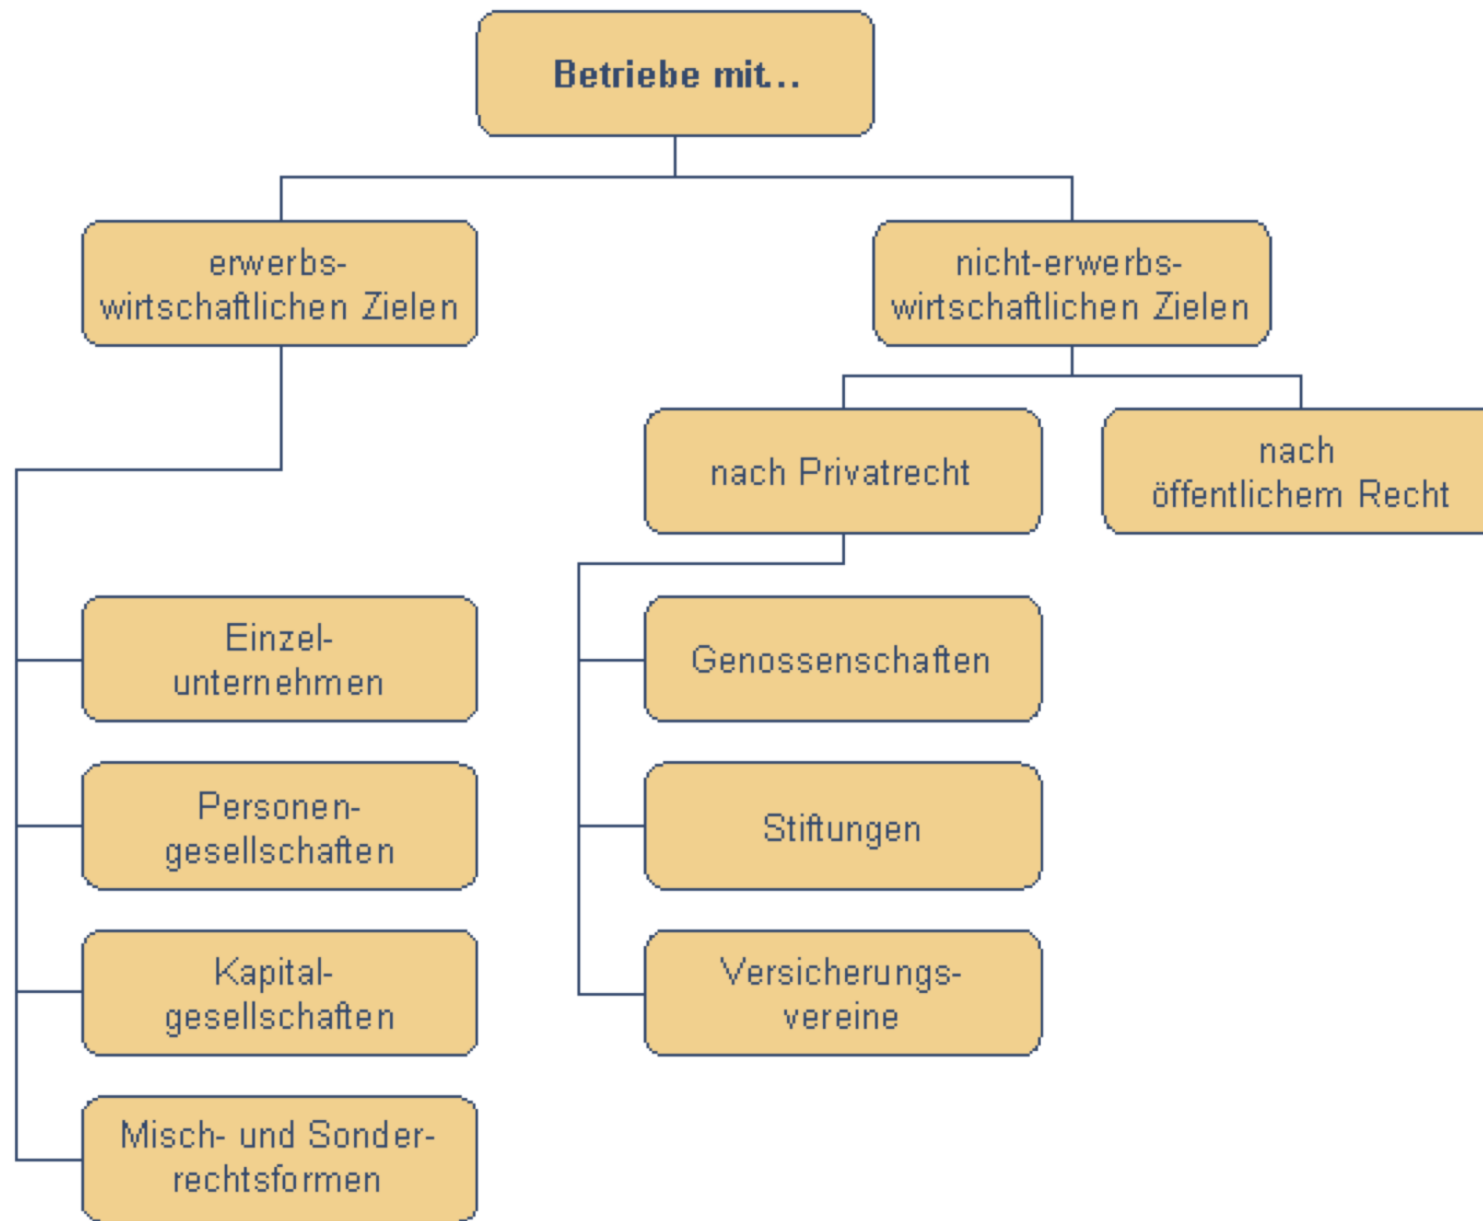 Betriebe mit...
erwerbs-
wirtschaftlichen Zielen
nicht-erwerbs-
wirtschaftlichen Zielen
nach Privatrecht
nach
öffentlichem Recht
Einzel-
unternehmen
Personen-
gesellschaften
Kapital-
gesellschaften
Misch- und Sonder-
rechtsformen
Genossenschaften
Stiftungen
Versicherungs-
vereine